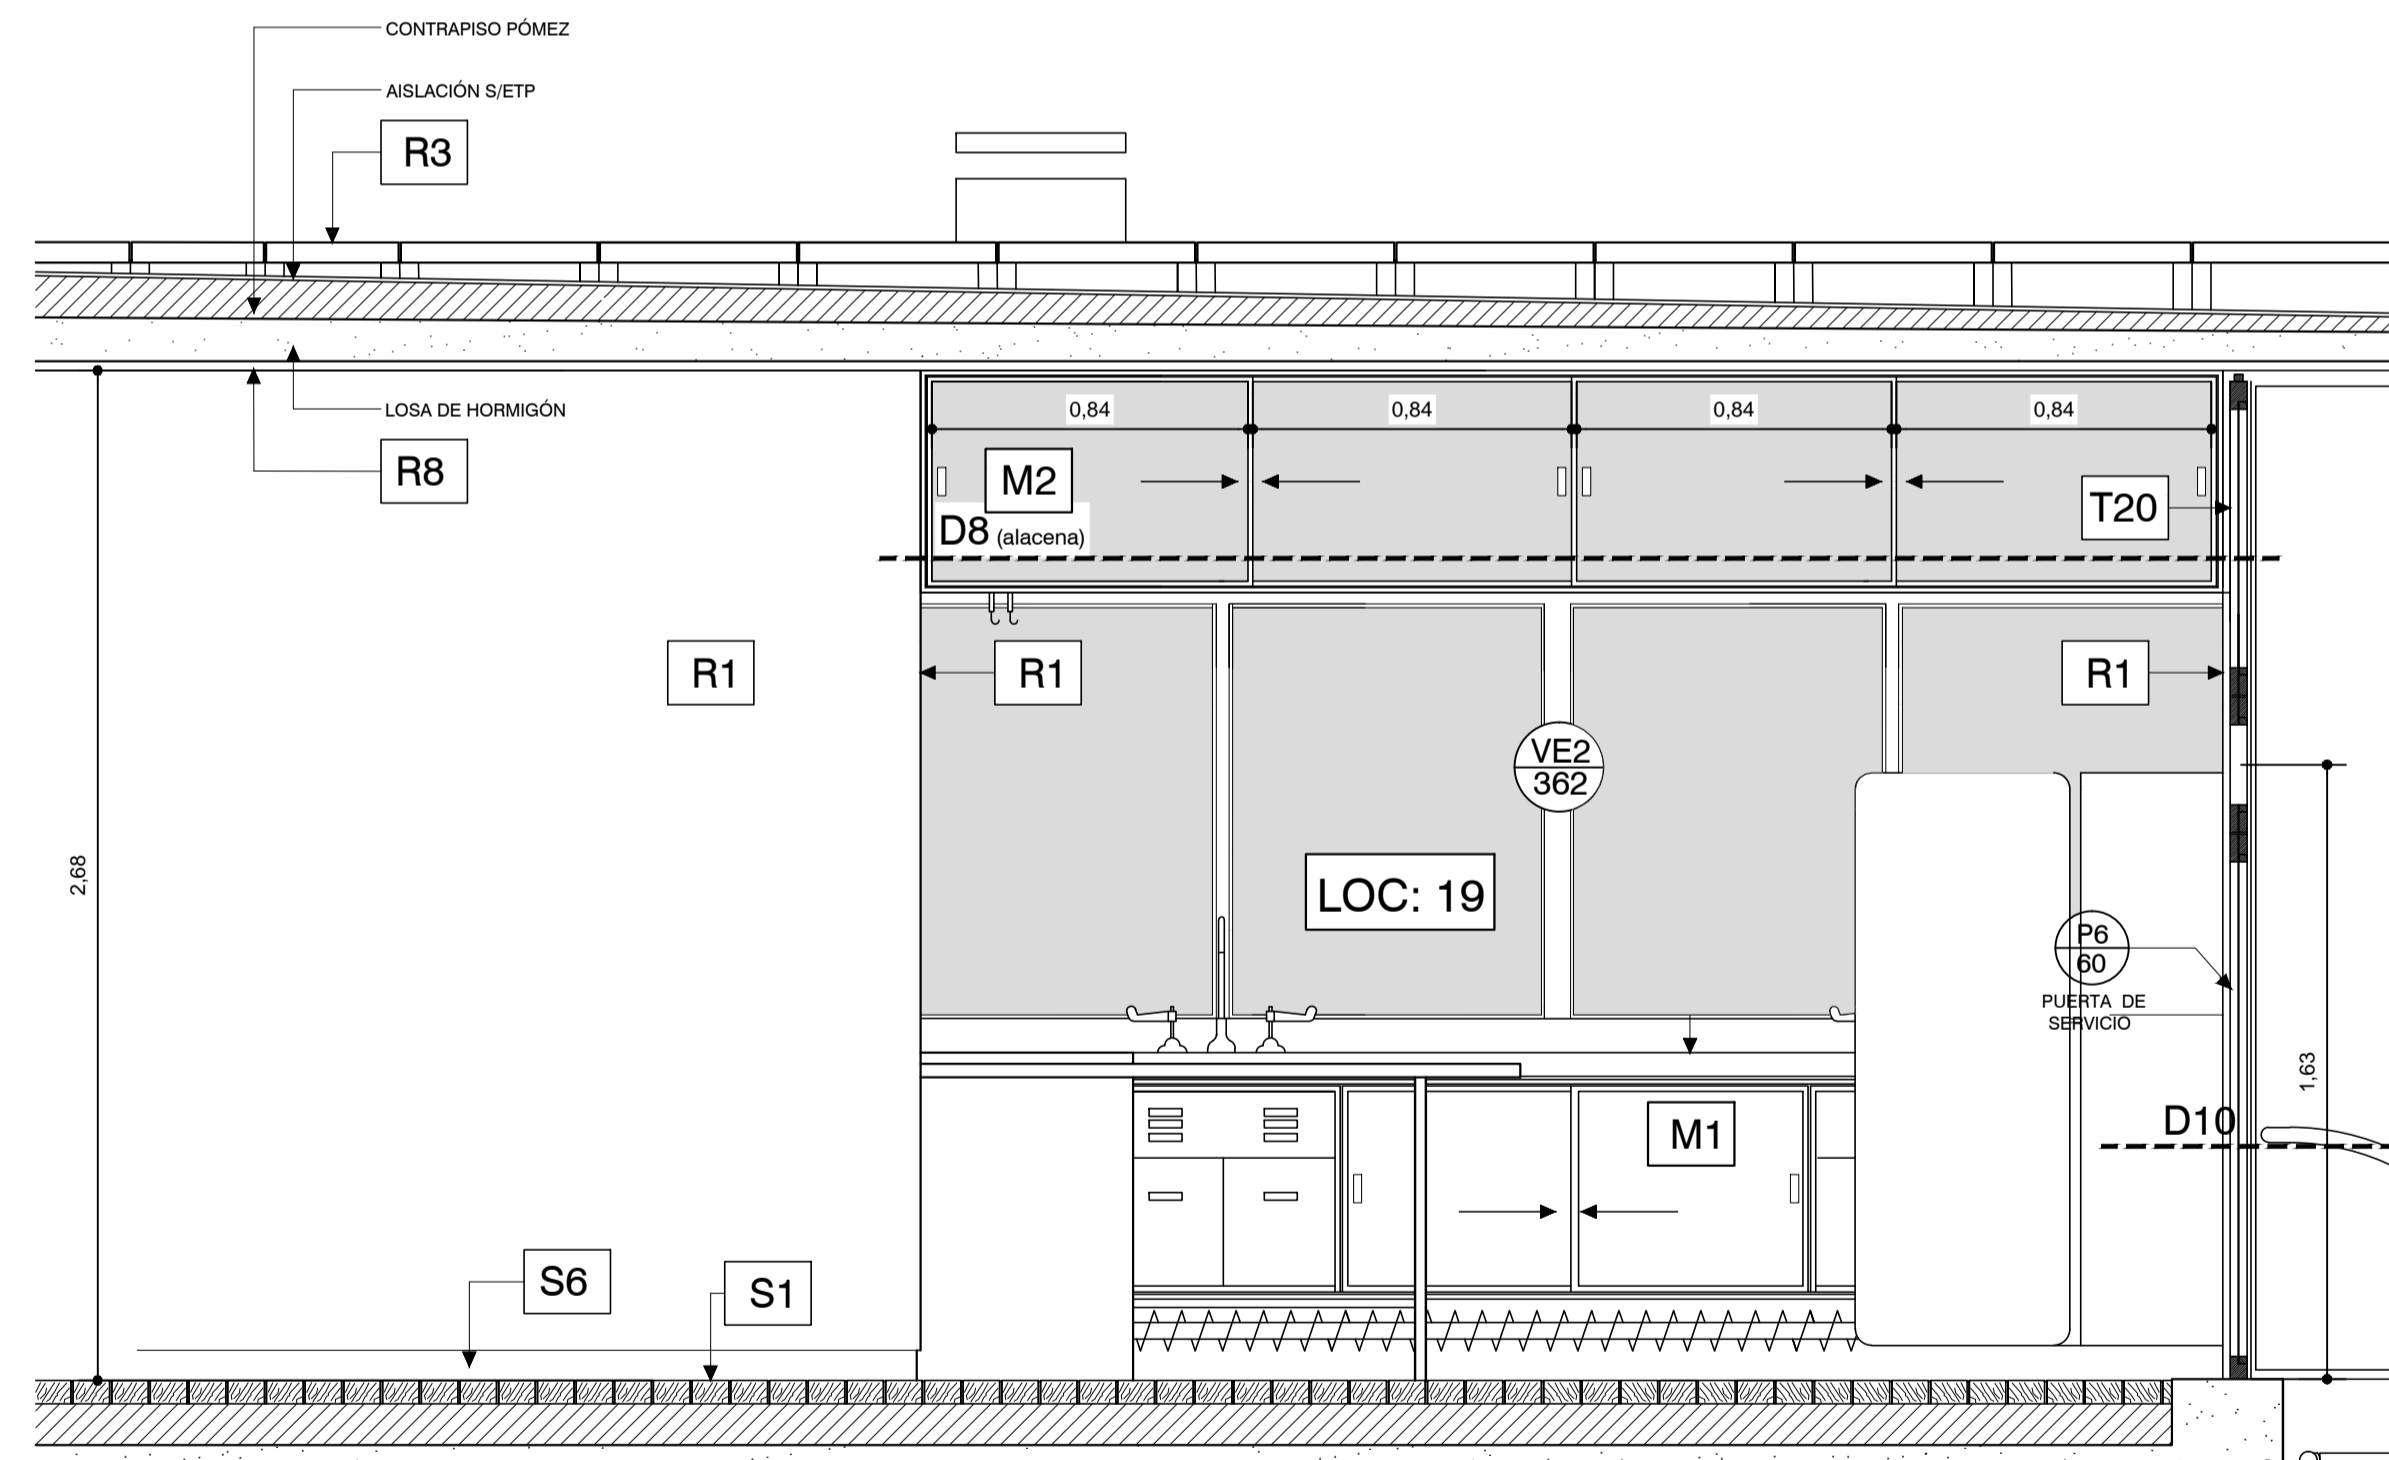 CONTRAPISO PÓMEZ
AISLACIÓN S/ETP
R3
LOSA DE HORMIGÓN
R8
0,84
0,84
0,84
0,84
M2
T20
D8 (alacena)
R1
R1
R1
VE2
362
2,68
LOC: 19
P6
60
PUERTA DE
SERVICIO
1,63
D10
M1
S6
S1